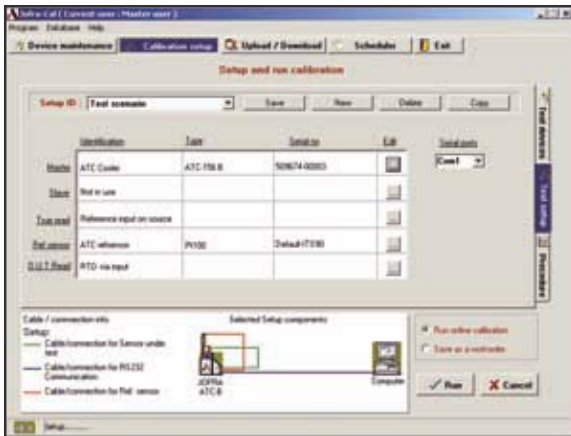 Jofra-Cal ( Current user : Master user )
Program Database Help
Device maintenance Calibration setup Upload / Download Scheduler Exit
Setup and run calibration
Setup ID : Test scenario Save New Delete Copy
Identification Type Serial no Edit Serial ports
Master ATC Cooler ATC-156 B Com1
Slave Not in use
True read Reference input on source
Ref. sensor ATC ref sensor Pt100
D.U.T. Read RTD via input
Test devices
Test setup
Procedure
Cable / connection info Selected Setup components
Setup:
Cable/connection for Sensor under test
Cable/connection for RS232 Communication
Cable/connection for Ref. sensor
JOFRA
ATC-B
Computer
Run online calibration
Save as a workorder
Run Cancel
Setup..........